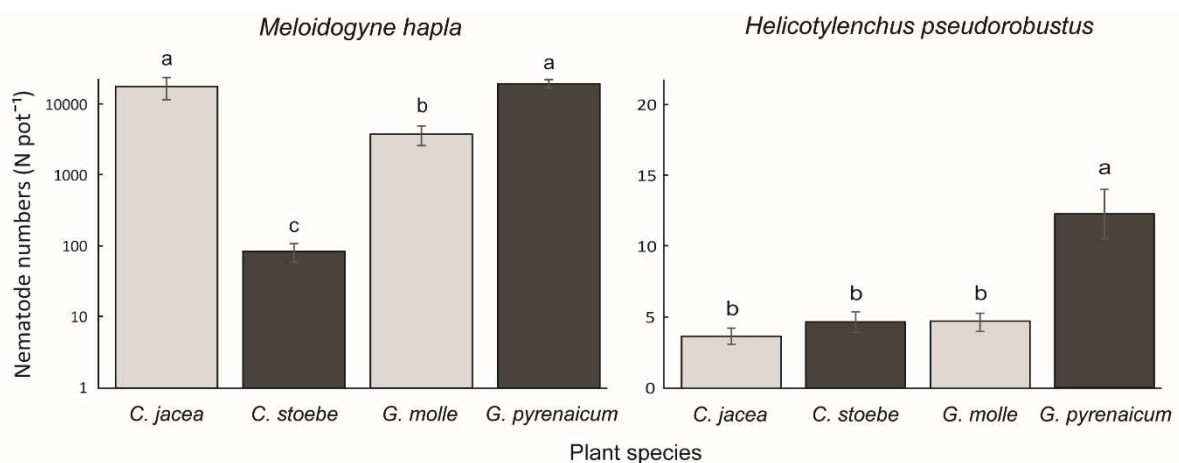 Meloidogyne hapla
Helicotylenchus pseudorobustus
Nematode numbers (N pot⁻¹)
10000
1000
100
10
1
a
c
b
a
C. jacea
C. stoebe
G. molle
G. pyrenaicum
20
15
10
5
0
b
b
b
a
C. jacea
C. stoebe
G. molle
G. pyrenaicum
Plant species